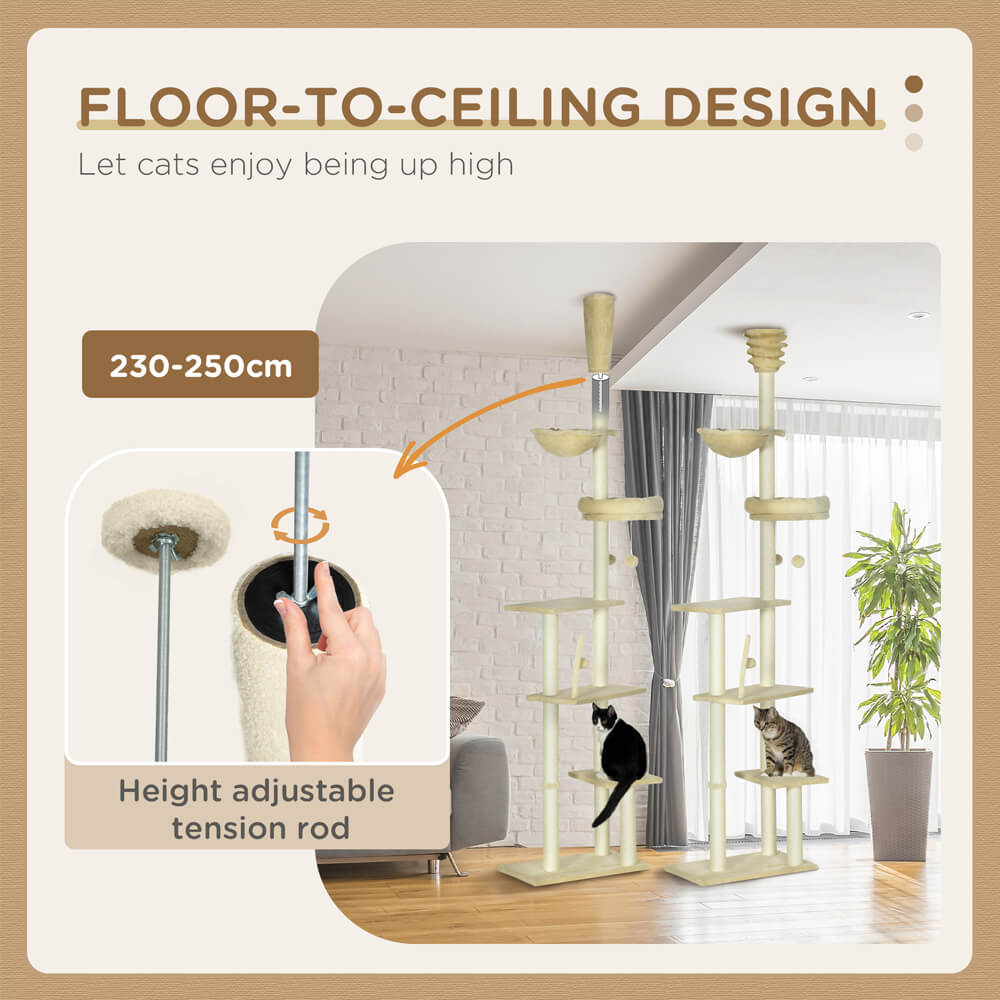 FLOOR-TO-CEILING DESIGN
Let cats enjoy being up high
230-250cm
Height adjustable
tension rod